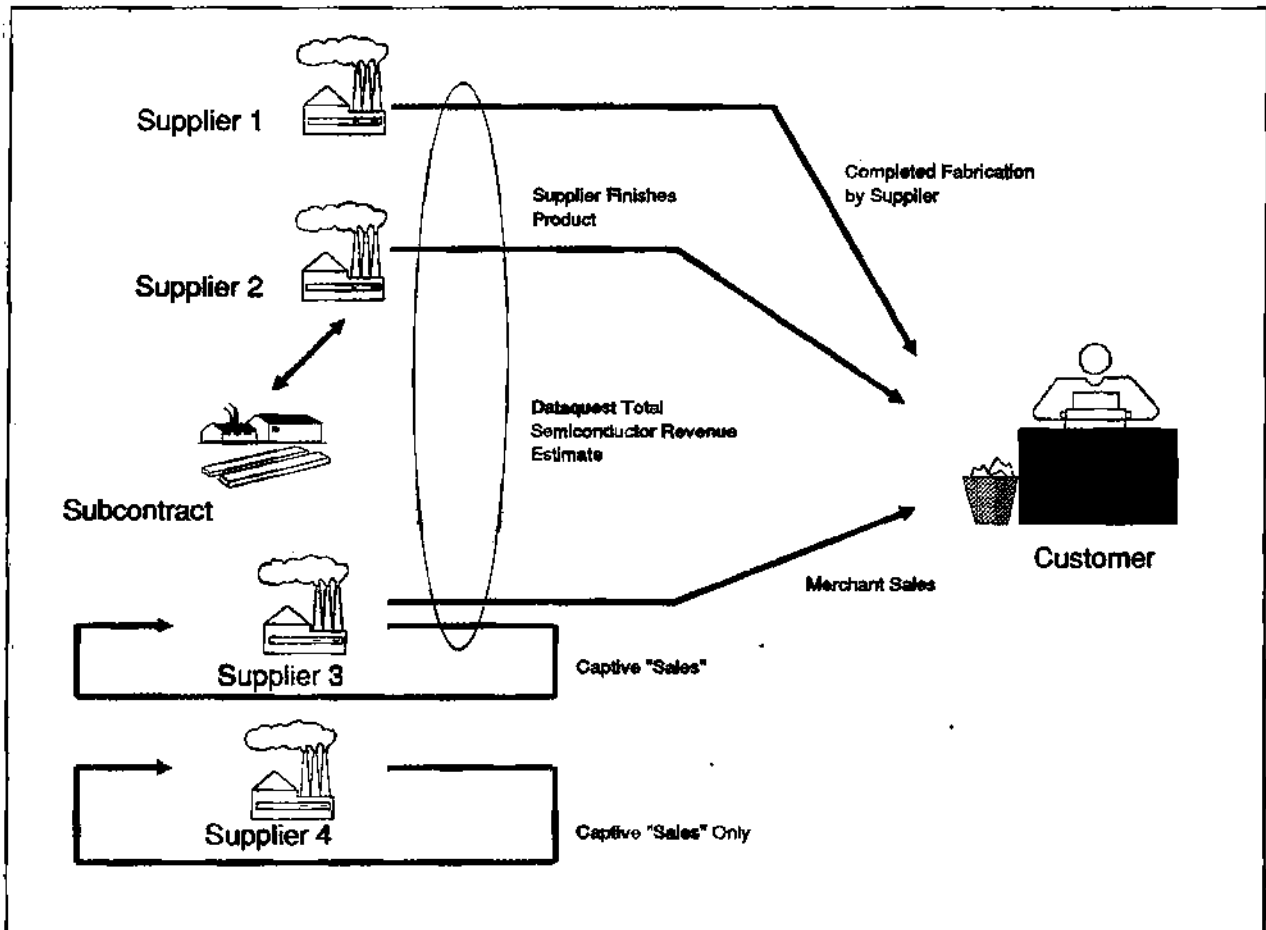 Supplier 1
Completed Fabrication
by Supplier
Supplier Finishes
Product
Supplier 2
Dataquest Total
Semiconductor Revenue
Estimate
Subcontract
Customer
Merchant Sales
Supplier 3
Captive "Sales"
Supplier 4
Captive "Sales" Only